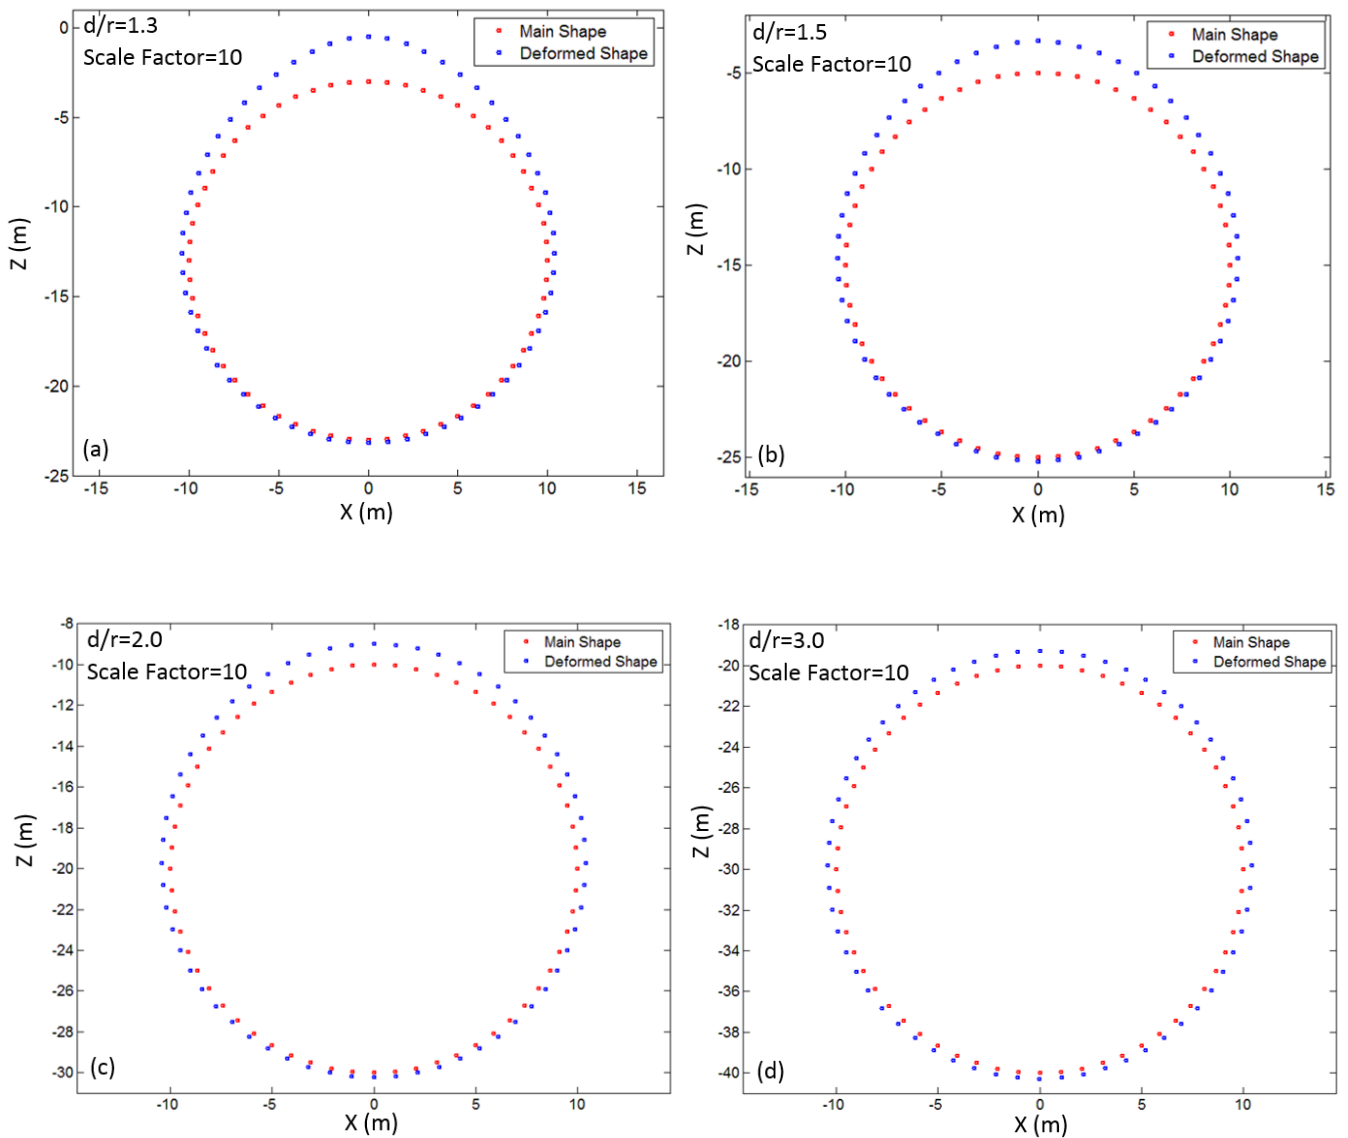 d/r=1.3
Scale Factor=10
Main Shape
Deformed Shape
0
-5
-10
-15
-20
-25
Z (m)
(a)
-15 -10 -5 0 5 10 15
X (m)
d/r=1.5
Scale Factor=10
Main Shape
Deformed Shape
-5
-10
-15
-20
-25
Z (m)
(b)
-15 -10 -5 0 5 10 15
X (m)
d/r=2.0
Scale Factor=10
Main Shape
Deformed Shape
-8
-10
-12
-14
-16
-18
-20
-22
-24
-26
-28
-30
Z (m)
(c)
-10 -5 0 5 10
X (m)
d/r=3.0
Scale Factor=10
Main Shape
Deformed Shape
-18
-20
-22
-24
-26
-28
-30
-32
-34
-36
-38
-40
Z (m)
(d)
-10 -5 0 5 10
X (m)